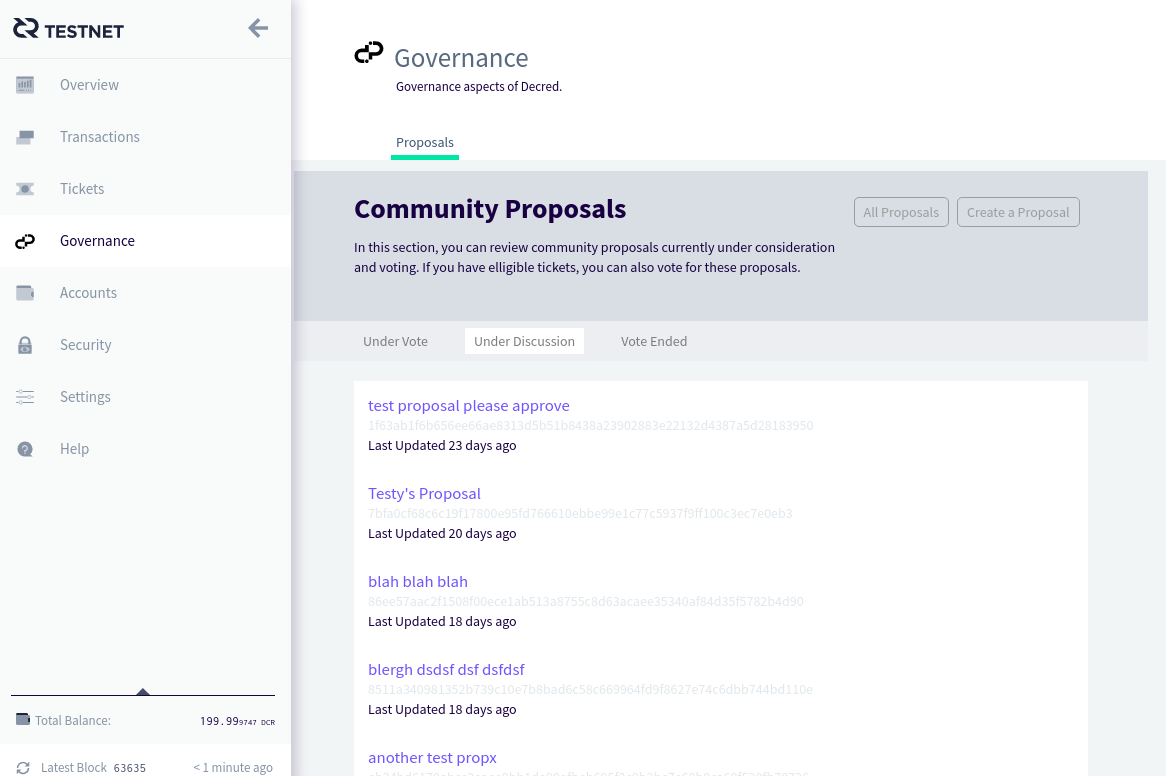 TESTNET
Overview
Transactions
Tickets
Governance
Accounts
Security
Settings
Help
Total Balance: 199.999747 DCR
Latest Block 63635 < 1 minute ago
Governance
Governance aspects of Decred.
Proposals
Community Proposals
All Proposals
Create a Proposal
In this section, you can review community proposals currently under consideration
and voting. If you have elligible tickets, you can also vote for these proposals.
Under Vote
Under Discussion
Vote Ended
test proposal please approve
1f63ab1f6b656ee66ae8313d5b51b8438a23902883e22132d4387a5d28183950
Last Updated 23 days ago
Testy's Proposal
7bfa0cf68c6c19f17800e95fd766610ebbe99e1c77c5937f9ff100c3ec7e0eb3
Last Updated 20 days ago
blah blah blah
86ee57aac2f1508f00ece1ab513a8755c8d63acaee35340af84d35f5782b4d90
Last Updated 18 days ago
blergh dsdsf dsf dsfdsf
8511a340981352b739c10e7b8bad6c58c669964fd9f8627e74c6dbb744bd110e
Last Updated 18 days ago
another test propx